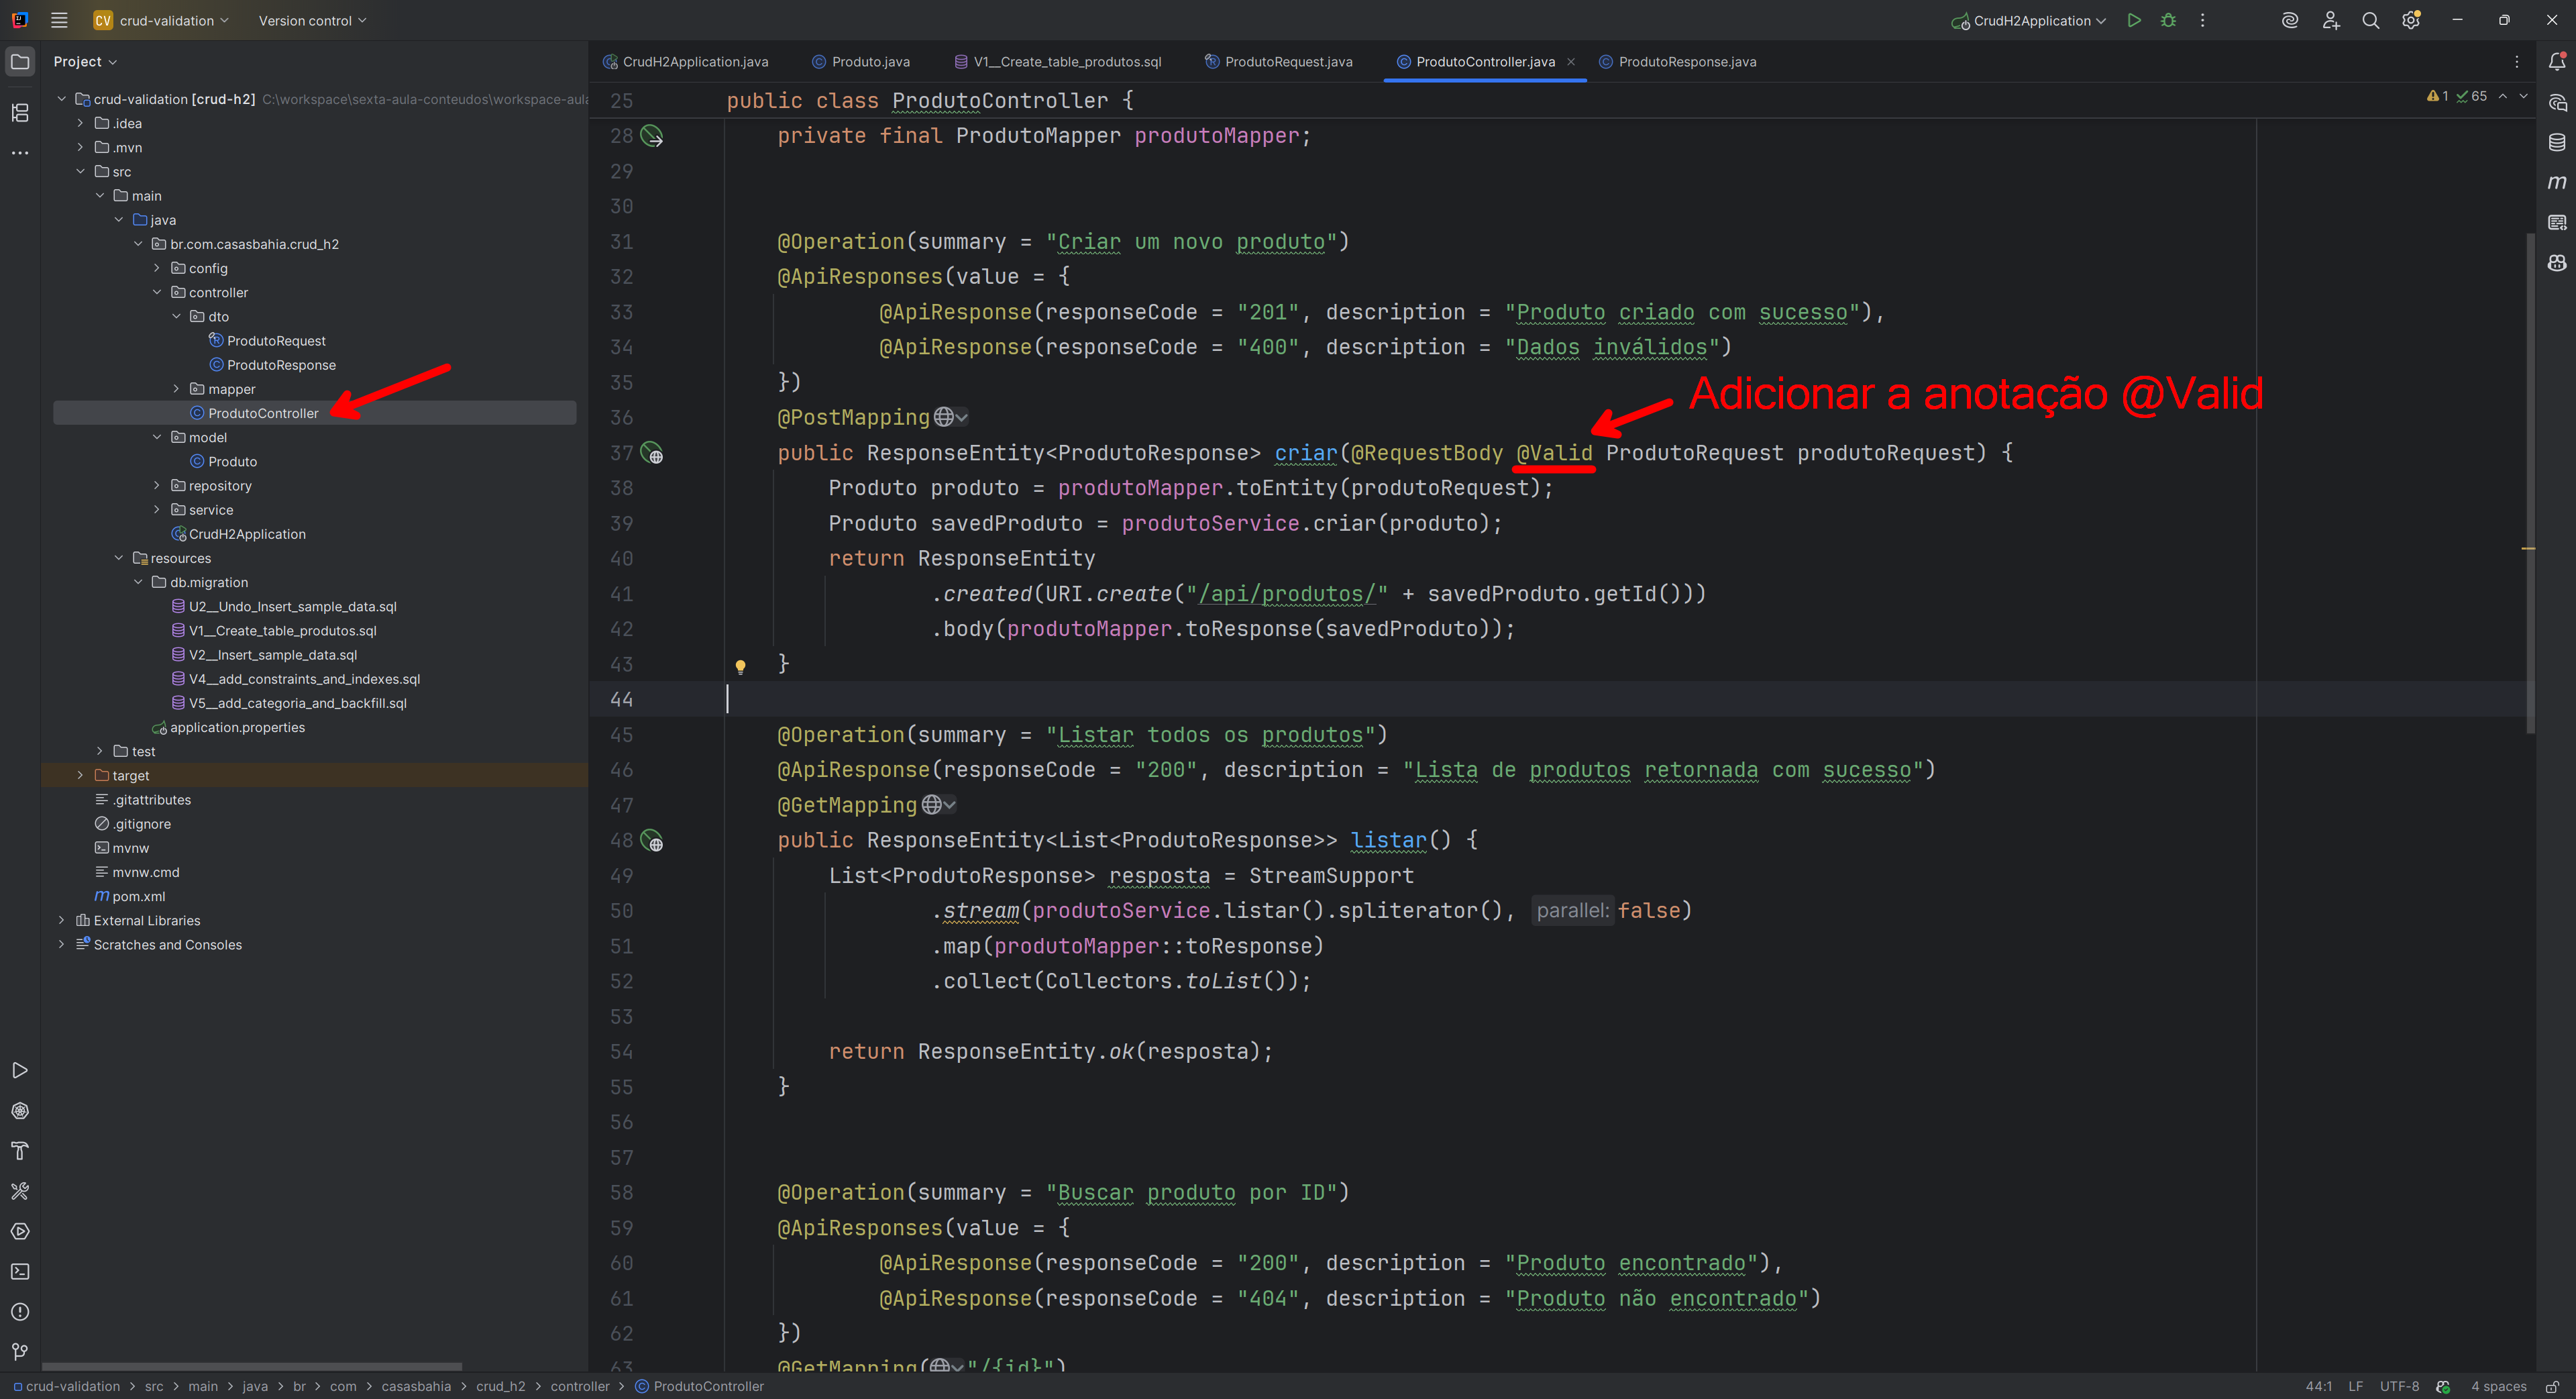 CV crud-validation Version control CrudH2Application
Project
CrudH2Application.java Produto.java V1__Create_table_produtos.sql ProdutoRequest.java ProdutoController.java ProdutoResponse.java
crud-validation [crud-h2] C:\workspace\sexta-aula-conteudos\workspace-aula
.idea
.mvn
src
main
java
br.com.casasbahia.crud_h2
config
controller
dto
ProdutoRequest
ProdutoResponse
mapper
ProdutoController
model
Produto
repository
service
CrudH2Application
resources
db.migration
U2__Undo_Insert_sample_data.sql
V1__Create_table_produtos.sql
V2__Insert_sample_data.sql
V4__add_constraints_and_indexes.sql
V5__add_categoria_and_backfill.sql
application.properties
test
target
.gitattributes
.gitignore
mvnw
mvnw.cmd
pom.xml
External Libraries
Scratches and Consoles
1 65
25 public class ProdutoController {
28 private final ProdutoMapper produtoMapper;
29
30
31 @Operation(summary = "Criar um novo produto")
32 @ApiResponses(value = {
33 @ApiResponse(responseCode = "201", description = "Produto criado com sucesso"),
34 @ApiResponse(responseCode = "400", description = "Dados inválidos")
35 })
Adicionar a anotação @Valid
36 @PostMapping
37 public ResponseEntity<ProdutoResponse> criar(@RequestBody @Valid ProdutoRequest produtoRequest) {
38 Produto produto = produtoMapper.toEntity(produtoRequest);
39 Produto savedProduto = produtoService.criar(produto);
40 return ResponseEntity
41 .created(URI.create("/api/produtos/" + savedProduto.getId()))
42 .body(produtoMapper.toResponse(savedProduto));
43 }
44
45 @Operation(summary = "Listar todos os produtos")
46 @ApiResponse(responseCode = "200", description = "Lista de produtos retornada com sucesso")
47 @GetMapping
48 public ResponseEntity<List<ProdutoResponse>> listar() {
49 List<ProdutoResponse> resposta = StreamSupport
50 .stream(produtoService.listar().spliterator(), parallel: false)
51 .map(produtoMapper::toResponse)
52 .collect(Collectors.toList());
53
54 return ResponseEntity.ok(resposta);
55 }
56
57
58 @Operation(summary = "Buscar produto por ID")
59 @ApiResponses(value = {
60 @ApiResponse(responseCode = "200", description = "Produto encontrado"),
61 @ApiResponse(responseCode = "404", description = "Produto não encontrado")
62 })
63 @GetMapping("/{id}")
crud-validation > src > main > java > br > com > casasbahia > crud_h2 > controller > ProdutoController 44:1 LF UTF-8 4 spaces